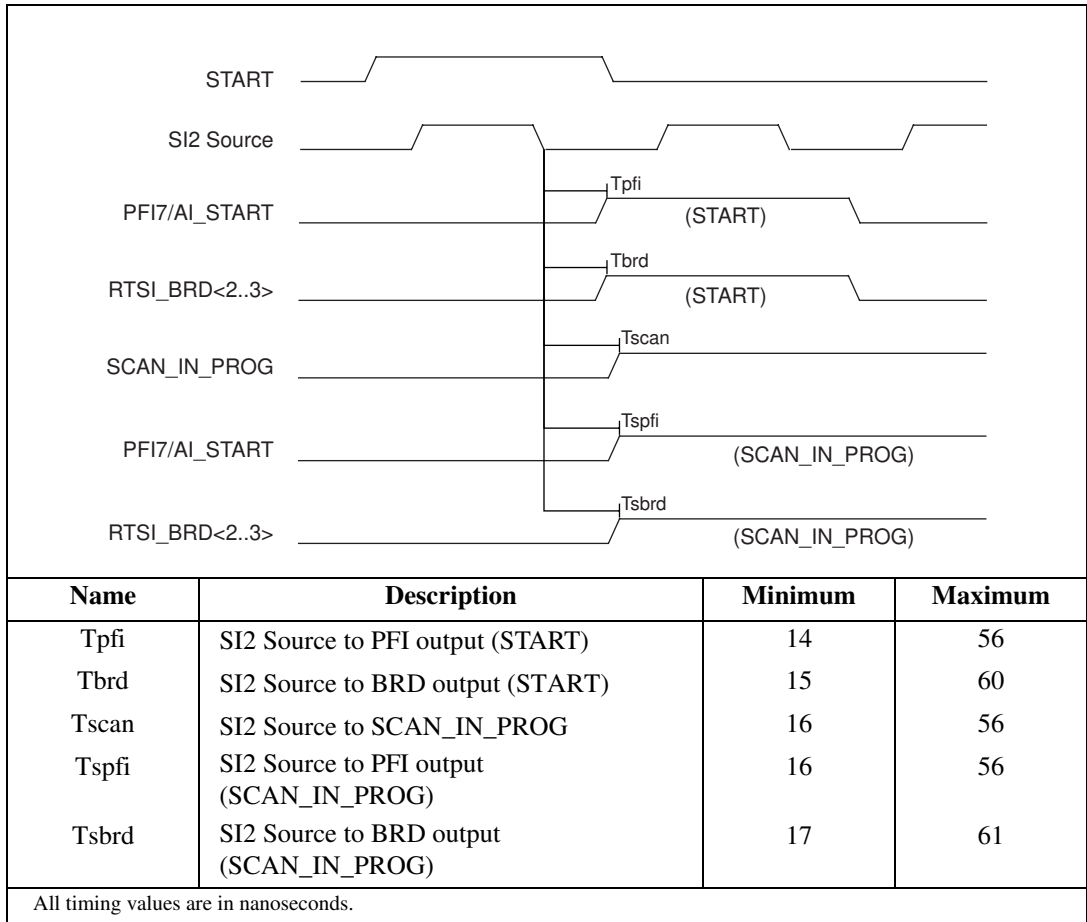 START
SI2 Source
Tpfi
PFI7/AI_START
(START)
Tbrd
RTSI_BRD<2..3>
(START)
Tscan
SCAN_IN_PROG
Tspfi
PFI7/AI_START
(SCAN_IN_PROG)
Tsbrd
RTSI_BRD<2..3>
(SCAN_IN_PROG)
Name Description Minimum Maximum
Tpfi SI2 Source to PFI output (START) 14 56
Tbrd SI2 Source to BRD output (START) 15 60
Tscan SI2 Source to SCAN_IN_PROG 16 56
Tspfi SI2 Source to PFI output 16 56
(SCAN_IN_PROG)
Tsbrd SI2 Source to BRD output 17 61
(SCAN_IN_PROG)
All timing values are in nanoseconds.